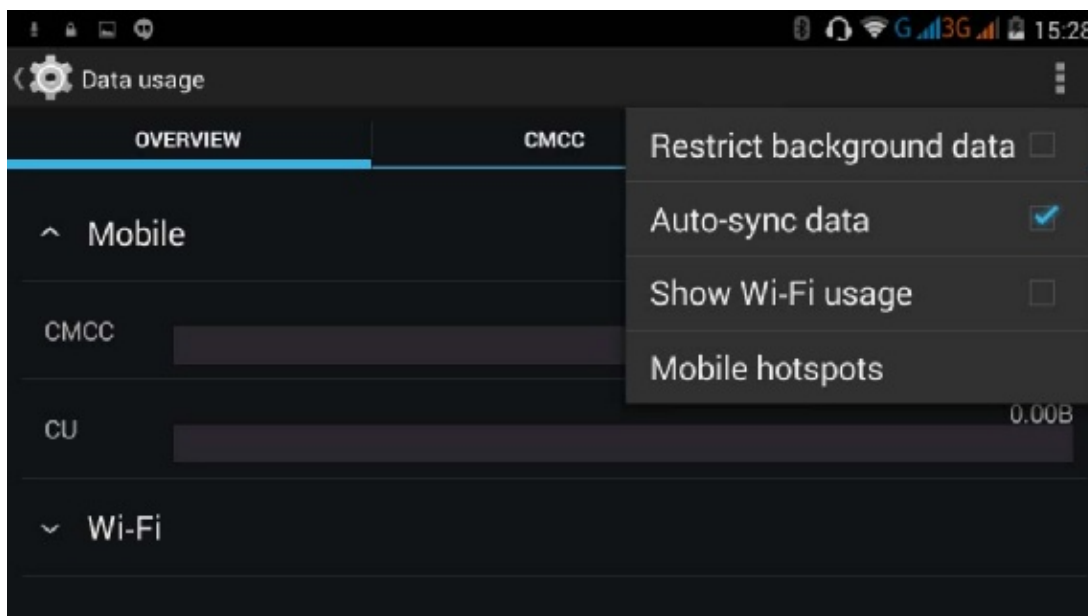 G 3G 15:28
Data usage
OVERVIEW CMCC
Restrict background data
Auto-sync data
Show Wi-Fi usage
Mobile hotspots
Mobile
CMCC
0.00B
CU
Wi-Fi